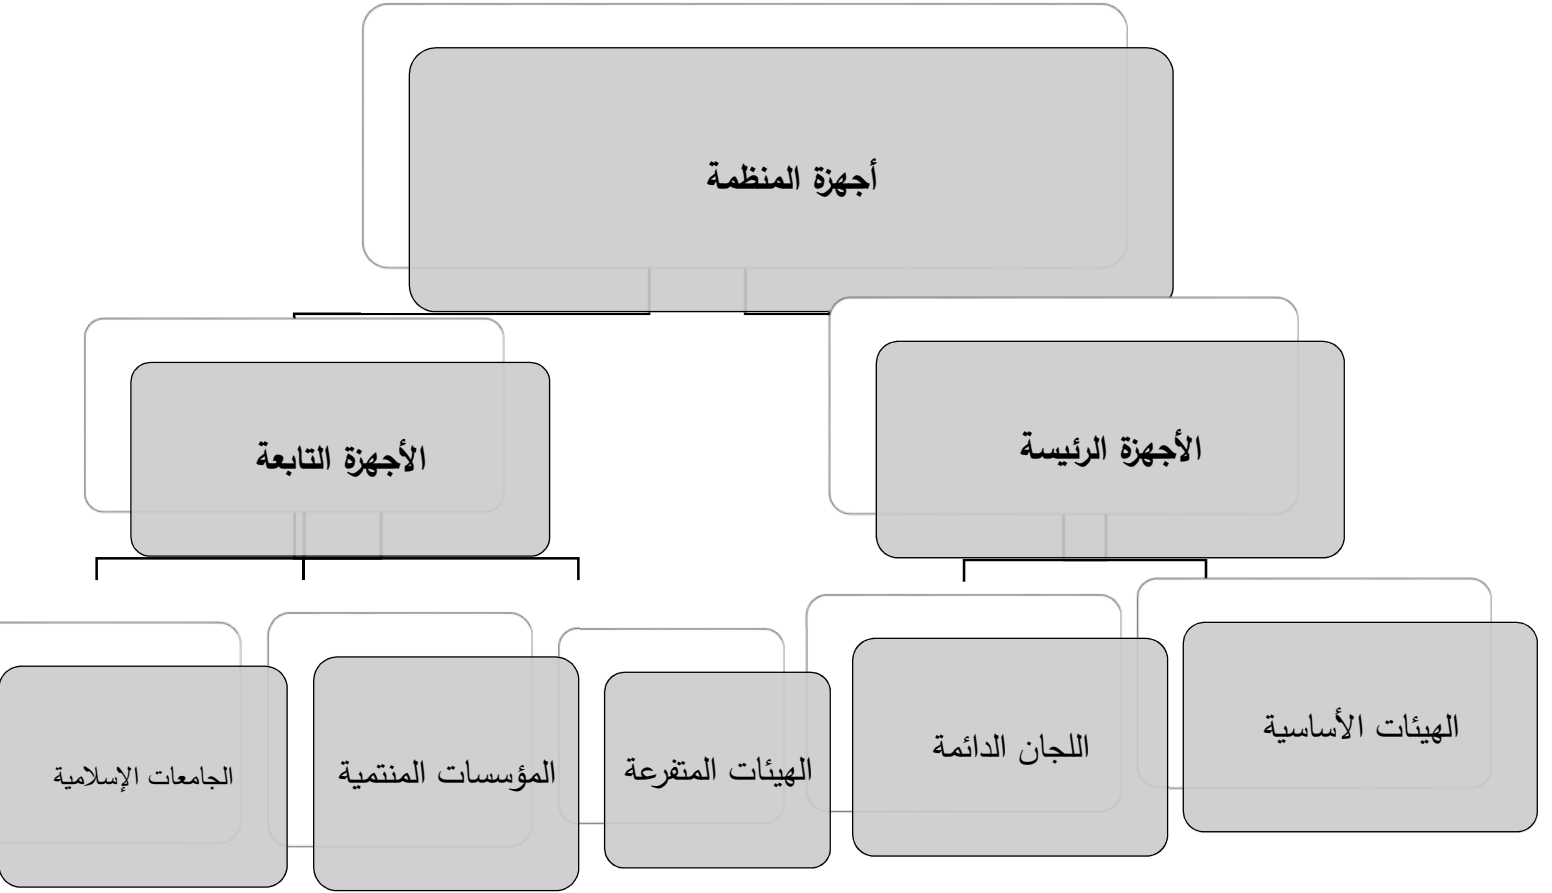 أجهزة المنظمة
الأجهزة الرئيسة
الأجهزة التابعة
الهيئات الأساسية
اللجان الدائمة
الهيئات المتفرعة
المؤسسات المنتمية
الجامعات الإسلامية